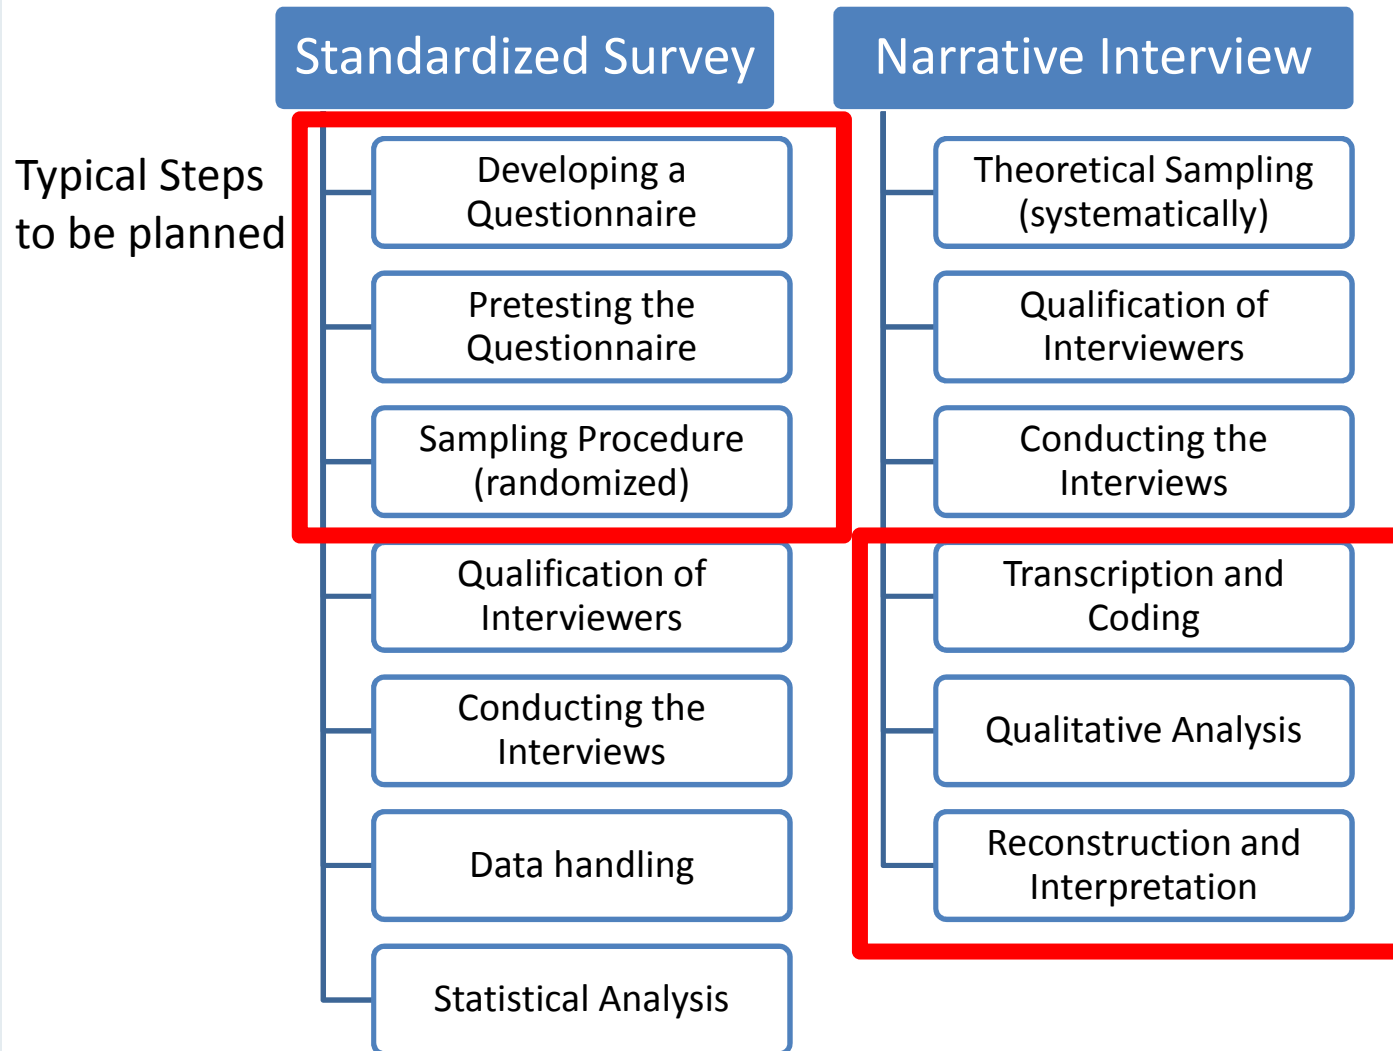 Standardized Survey
Narrative Interview
Typical Steps
to be planned
Developing a
Questionnaire
Pretesting the
Questionnaire
Sampling Procedure
(randomized)
Qualification of
Interviewers
Conducting the
Interviews
Data handling
Statistical Analysis
Theoretical Sampling
(systematically)
Qualification of
Interviewers
Conducting the
Interviews
Transcription and
Coding
Qualitative Analysis
Reconstruction and
Interpretation